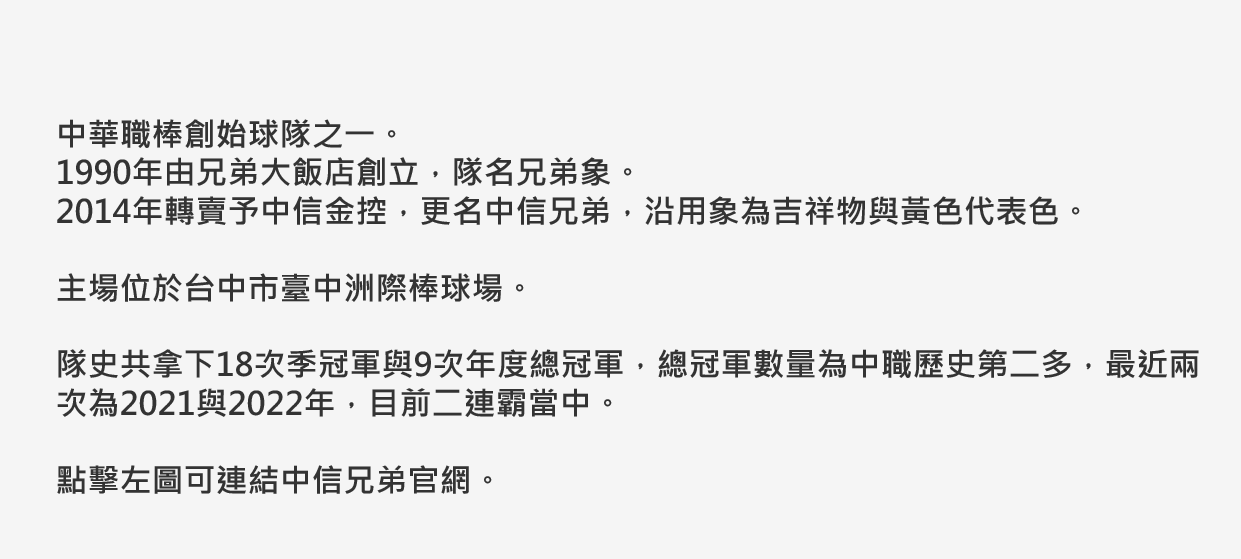 中華職棒創始球隊之一。
1990年由兄弟大飯店創立，隊名兄弟象。
2014年轉賣予中信金控，更名中信兄弟，沿用象為吉祥物與黃色代表色。
主場位於台中市臺中洲際棒球場。
隊史共拿下18次季冠軍與9次年度總冠軍，總冠軍數量為中職歷史第二多，最近兩
次為2021與2022年，目前二連霸當中。
點擊左圖可連結中信兄弟官網。